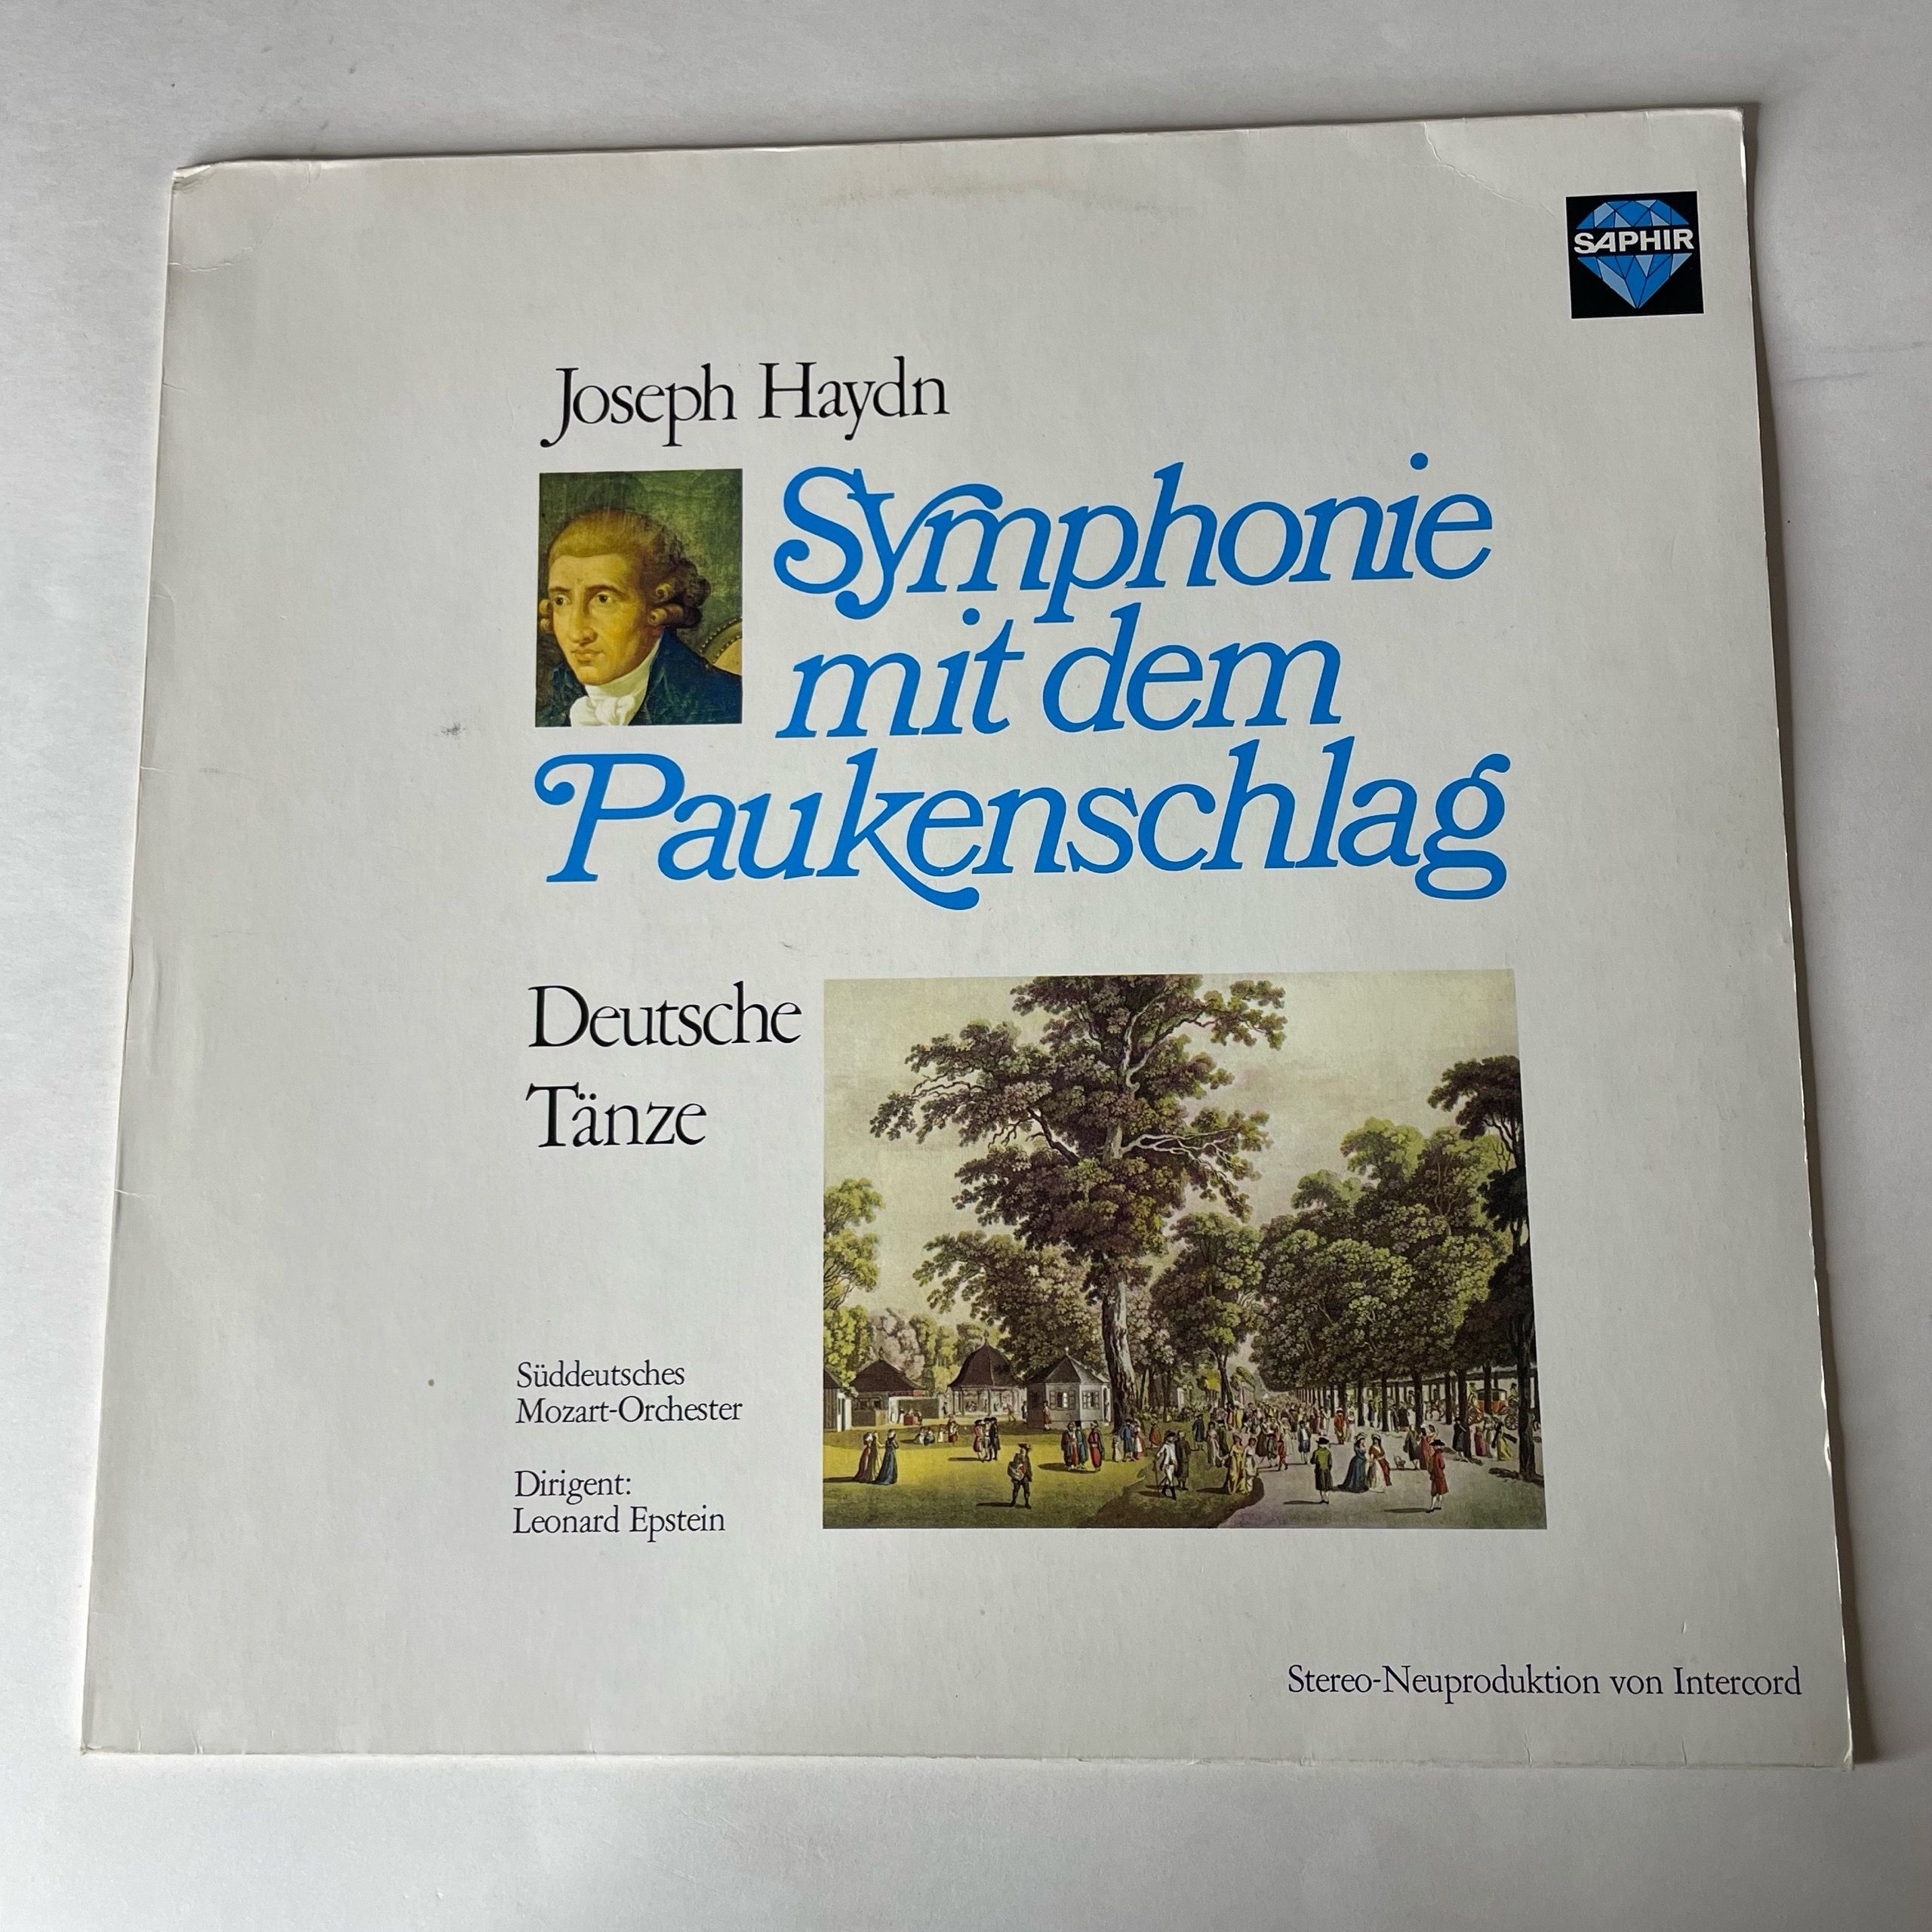 SAPHIR
Joseph Haydn
Symphonie
mit dem
Paukenschlag
Deutsche
Tänze
Süddeutsches
Mozart-Orchester
Dirigent:
Leonard Epstein
Stereo-Neuproduktion von Intercord